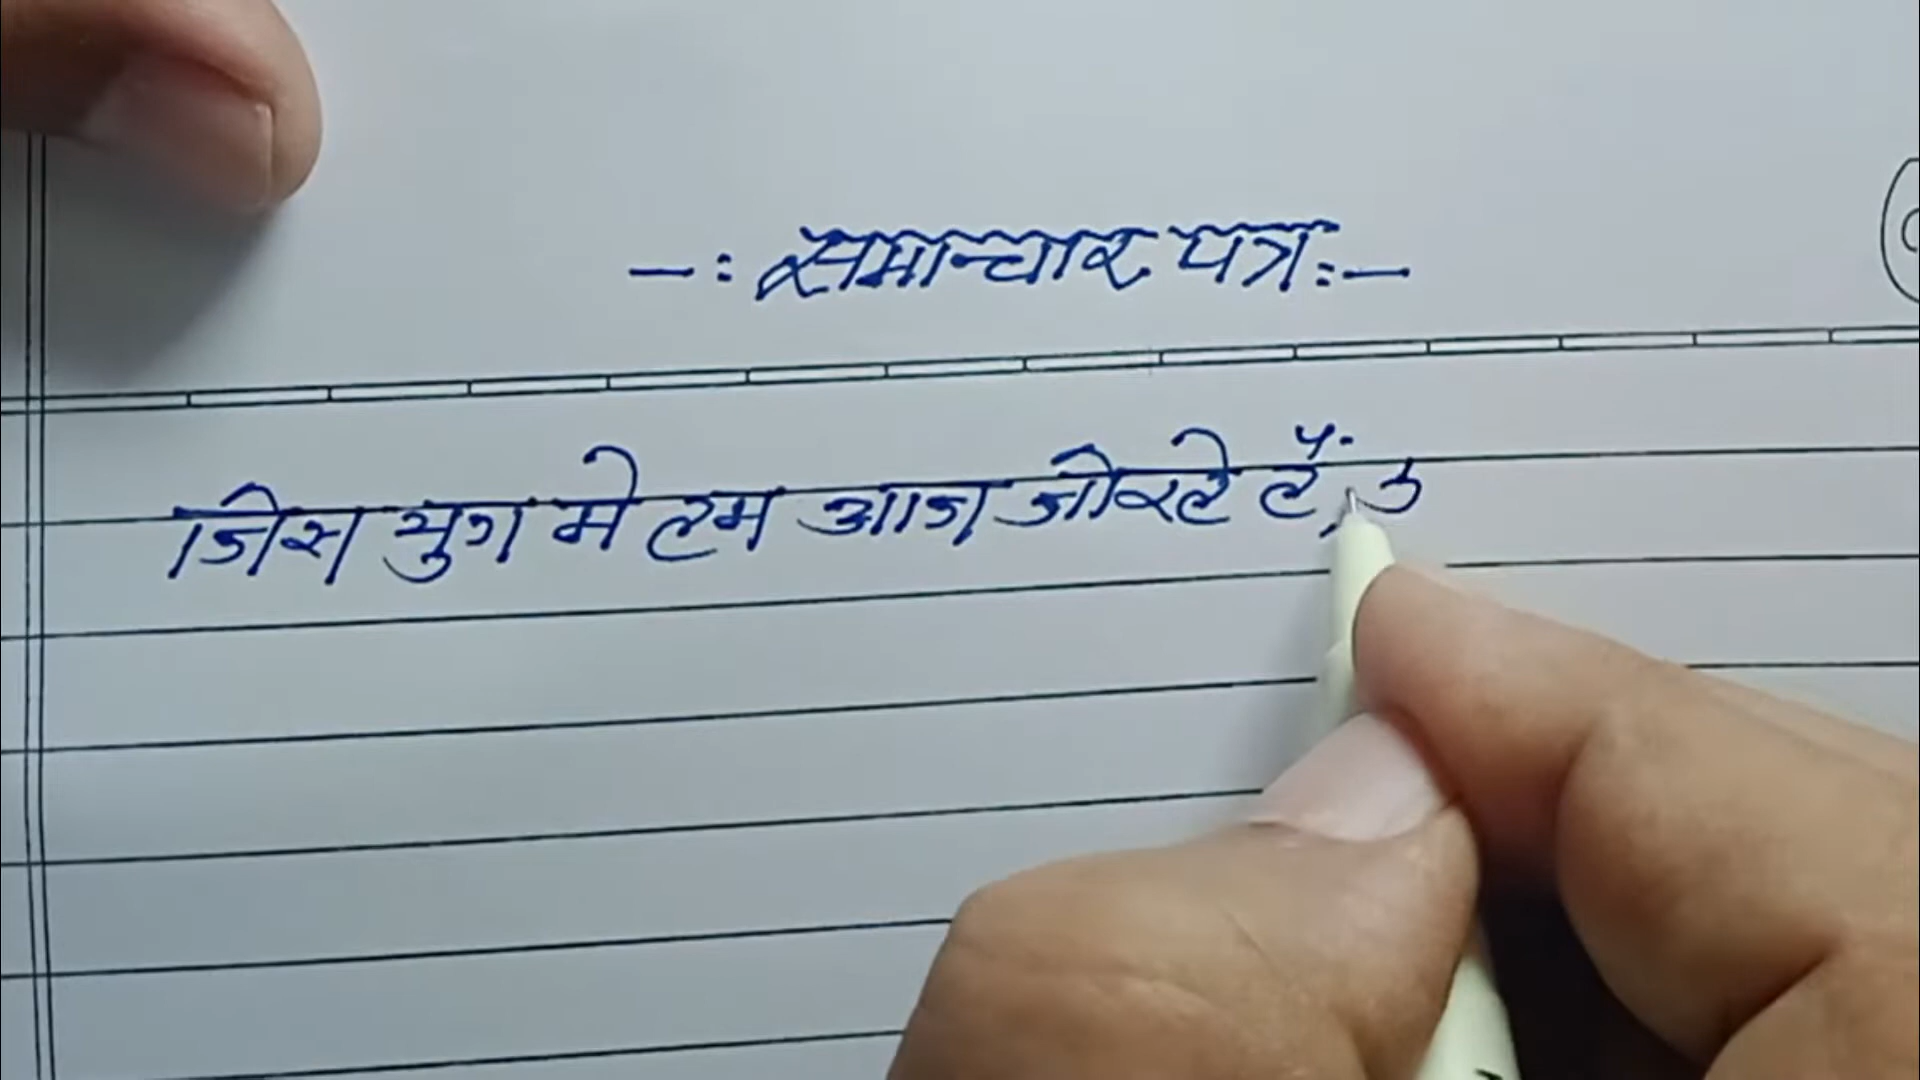 -: समाचार पत्र :-
जिस युग मे हम आज जी रहे हैं,